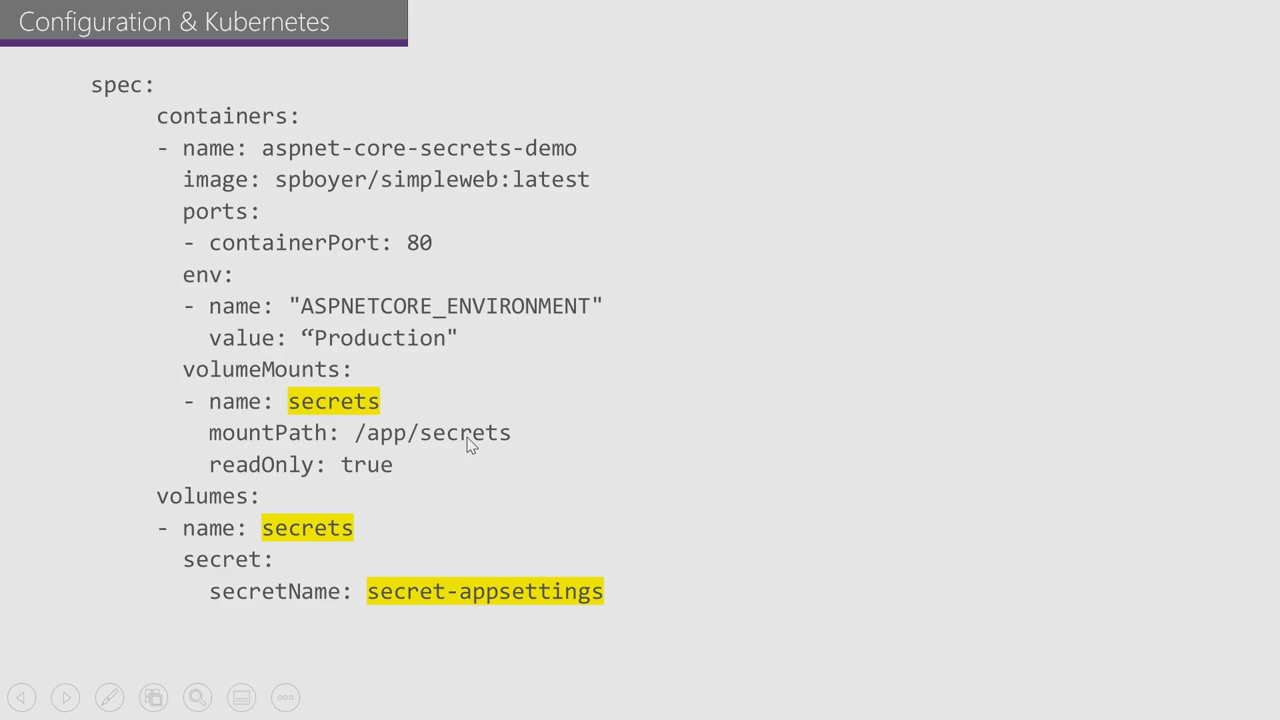 Configuration & Kubernetes
spec:
containers:
- name: aspnet-core-secrets-demo
image: spboyer/simpleweb:latest
ports:
- containerPort: 80
env:
- name: "ASPNETCORE_ENVIRONMENT"
value: “Production"
volumeMounts:
- name: secrets
mountPath: /app/secrets
readOnly: true
volumes:
- name: secrets
secret:
secretName: secret-appsettings